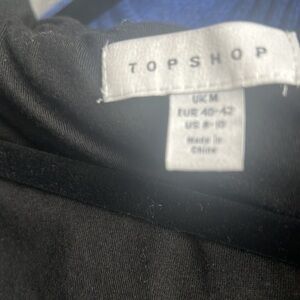 TOPSHOP
UK M
EUR 40-42
US 8-10
Made in
China